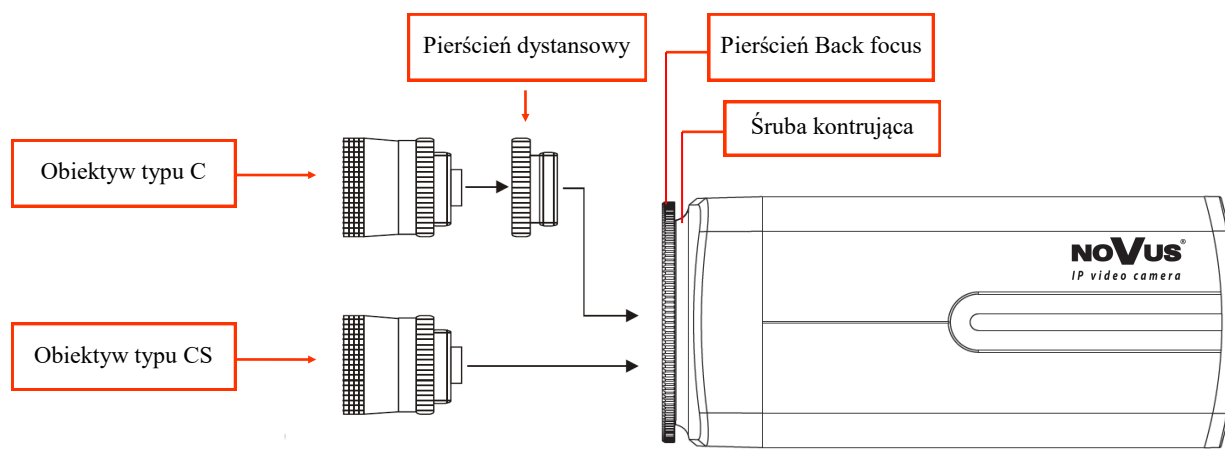 Pierścień dystansowy
Pierścień Back focus
Śruba kontrująca
Obiektyw typu C
NOVUS®
IP video camera
Obiektyw typu CS